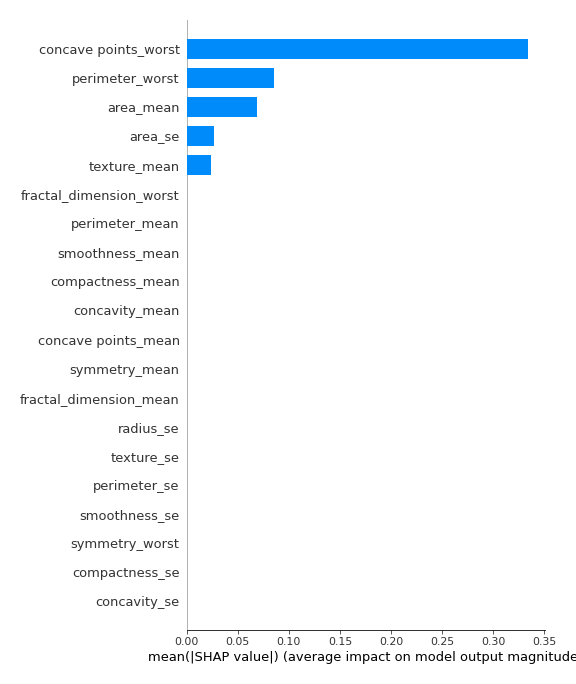 concave points_worst
perimeter_worst
area_mean
area_se
texture_mean
fractal_dimension_worst
perimeter_mean
smoothness_mean
compactness_mean
concavity_mean
concave points_mean
symmetry_mean
fractal_dimension_mean
radius_se
texture_se
perimeter_se
smoothness_se
symmetry_worst
compactness_se
concavity_se
0.00 0.05 0.10 0.15 0.20 0.25 0.30 0.35
mean(|SHAP value|) (average impact on model output magnitude